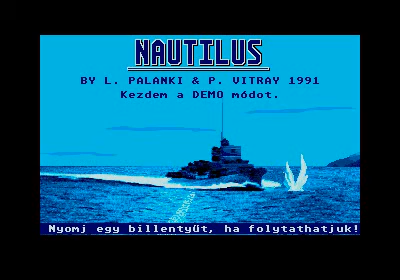 NAUTILUS
BY L. PALANKI & P. VITRAY 1991
Kezdem a DEMO módot.
Nyomj egy billentyűt, ha folytathatjuk!